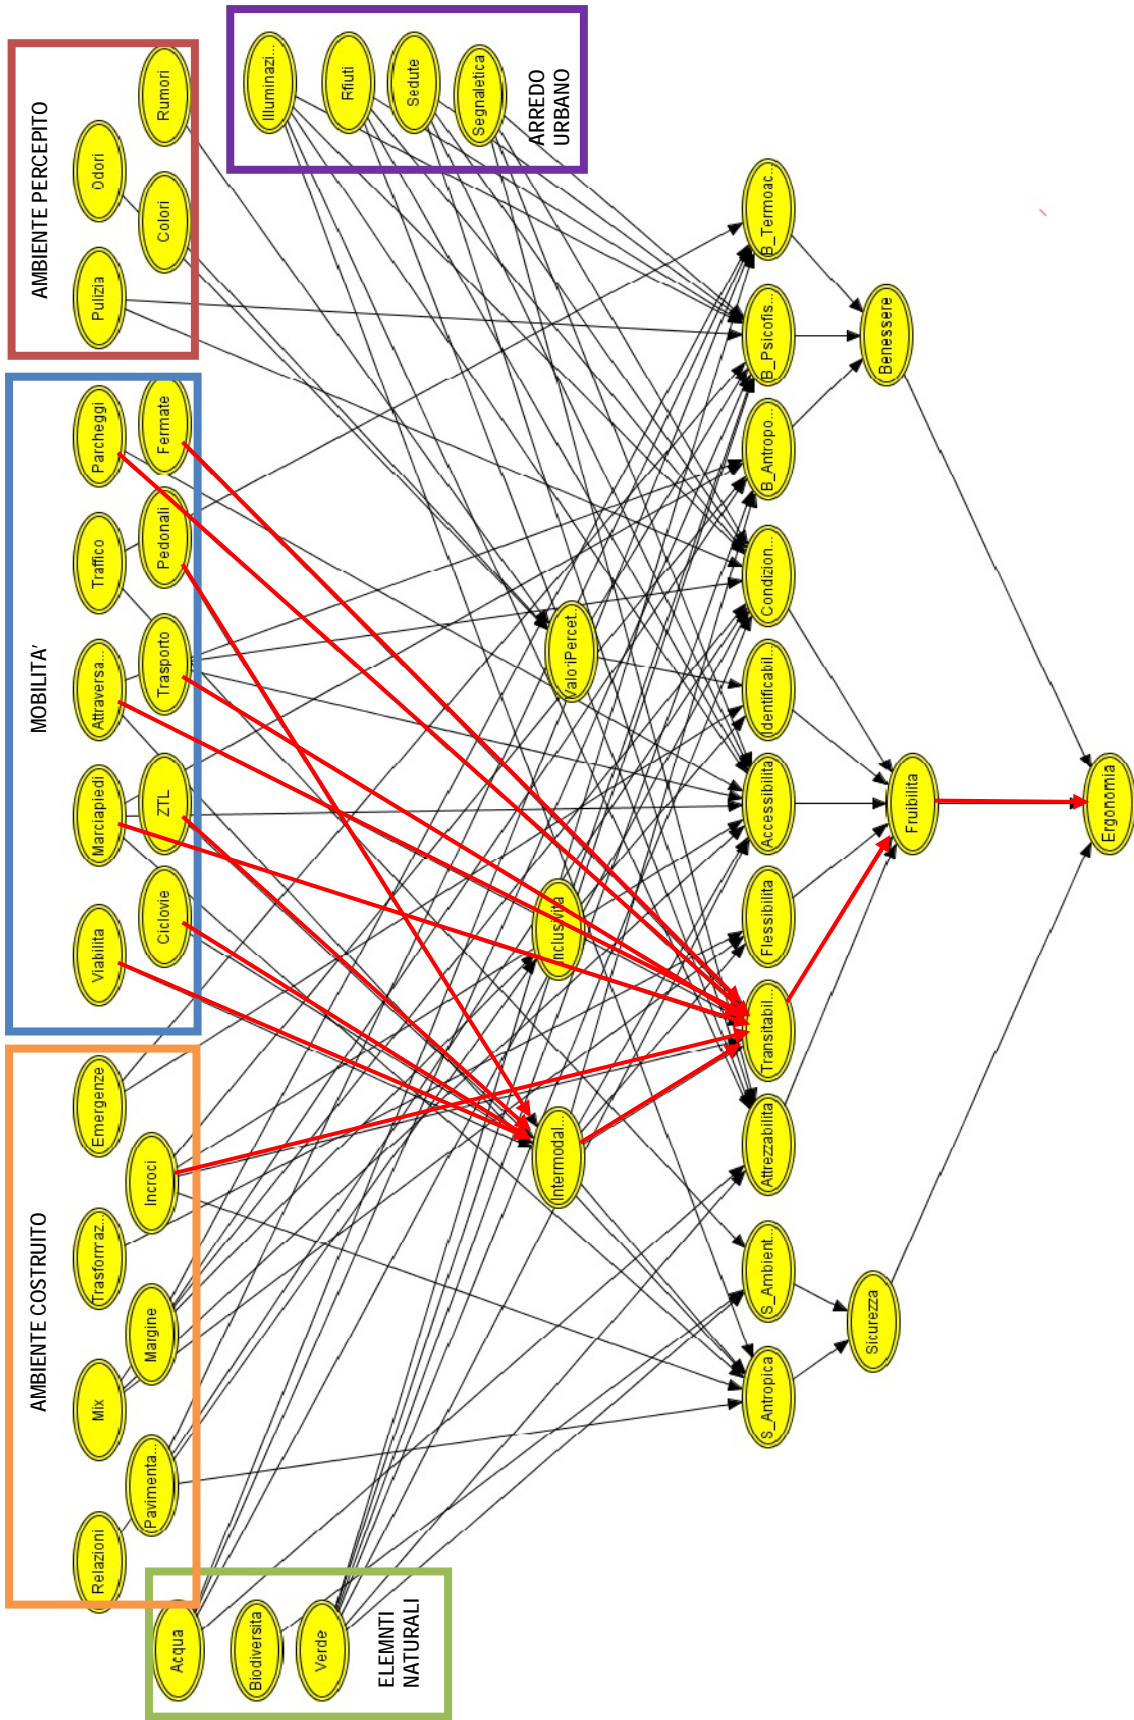 AMBIENTE COSTRUITO
MOBILITA'
AMBIENTE PERCEPITO
Relazioni
Mix
Trasformaz...
Emergenze
Viabilita
Marciapiedi
Attraversa...
Traffico
Parcheggi
Pulizia
Odori
Pavimenta...
Margine
Incroci
Ciclovie
ZTL
Trasporto
Pedonali
Fermate
Colori
Rumori
Acqua
Biodiversita
Verde
ELEMNTI
NATURALI
Illuminazi...
Rfiuti
Sedute
Segnaletica
ARREDO
URBANO
Intermodal...
Inclusivita
ValoriPercet...
S_Antropica
S_Ambient...
Attrezzabilita
Transitabil...
Flessibilita
Accessibilita
Identificabil...
Condizion...
B_Antropo...
B_Psicofis...
B_Termoac...
Sicurezza
Fruibilita
Benessere
Ergonomia